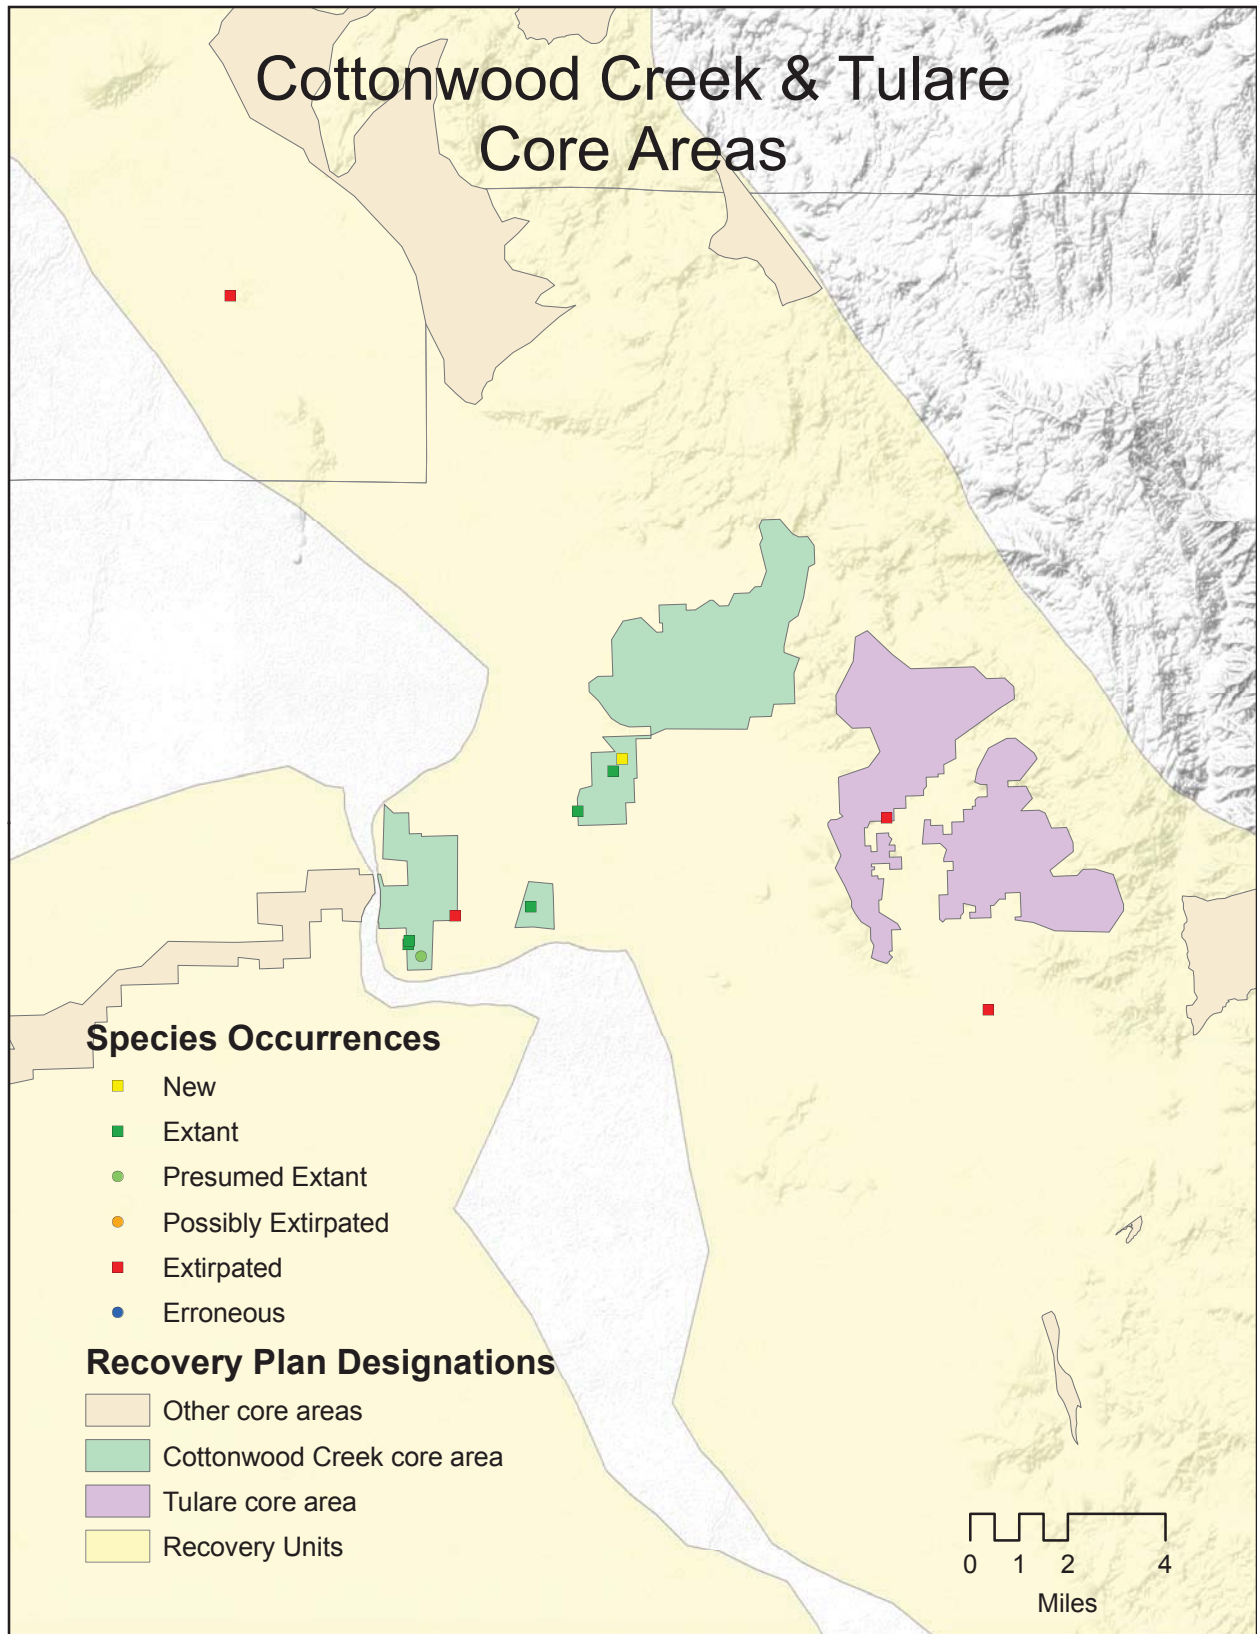 Cottonwood Creek & Tulare
Core Areas
Species Occurrences
New
Extant
Presumed Extant
Possibly Extirpated
Extirpated
Erroneous
Recovery Plan Designations
Other core areas
Cottonwood Creek core area
Tulare core area
Recovery Units
0 1 2 4
Miles